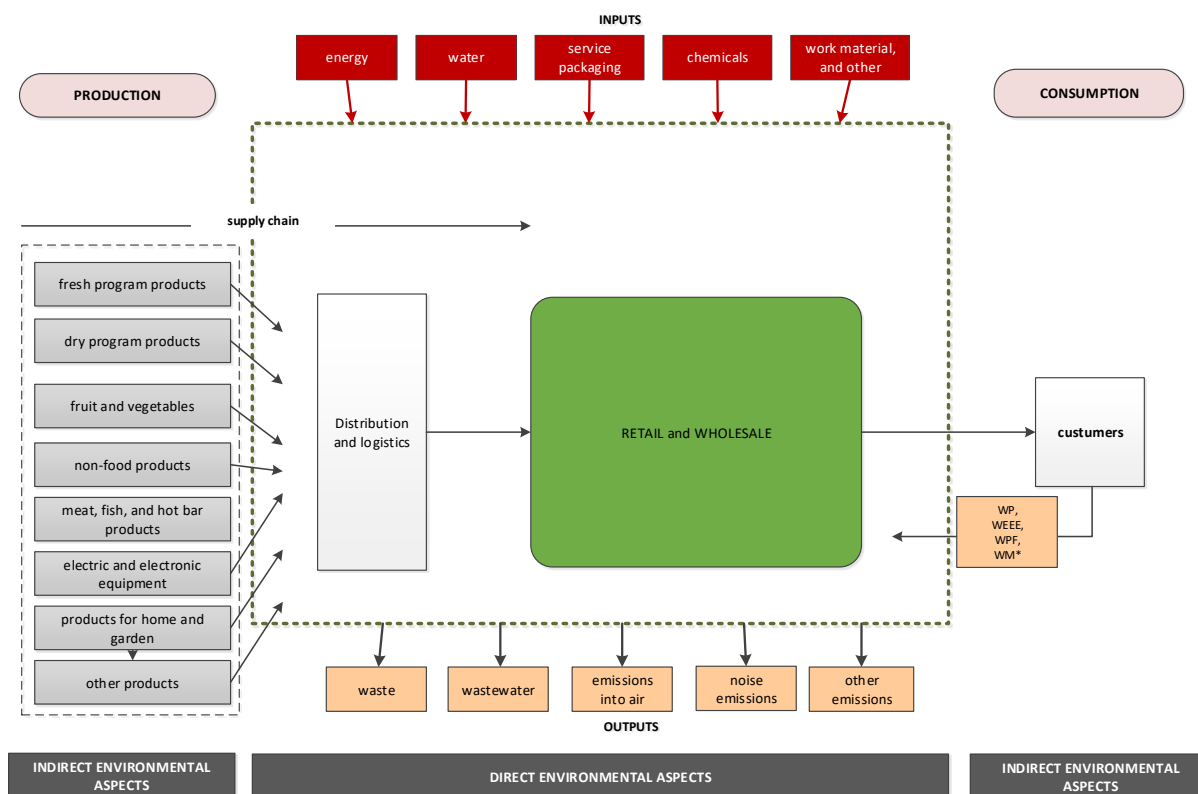 INPUTS
energy
water
service
packaging
chemicals
work material,
and other
PRODUCTION
CONSUMPTION
supply chain
fresh program products
dry program products
fruit and vegetables
non-food products
meat, fish, and hot bar
products
electric and electronic
equipment
products for home and
garden
other products
Distribution
and logistics
RETAIL and WHOLESALE
custumers
WP,
WEEE,
WPF,
WM*
waste
wastewater
emissions
into air
noise
emissions
other
emissions
OUTPUTS
INDIRECT ENVIRONMENTAL
ASPECTS
DIRECT ENVIRONMENTAL ASPECTS
INDIRECT ENVIRONMENTAL
ASPECTS